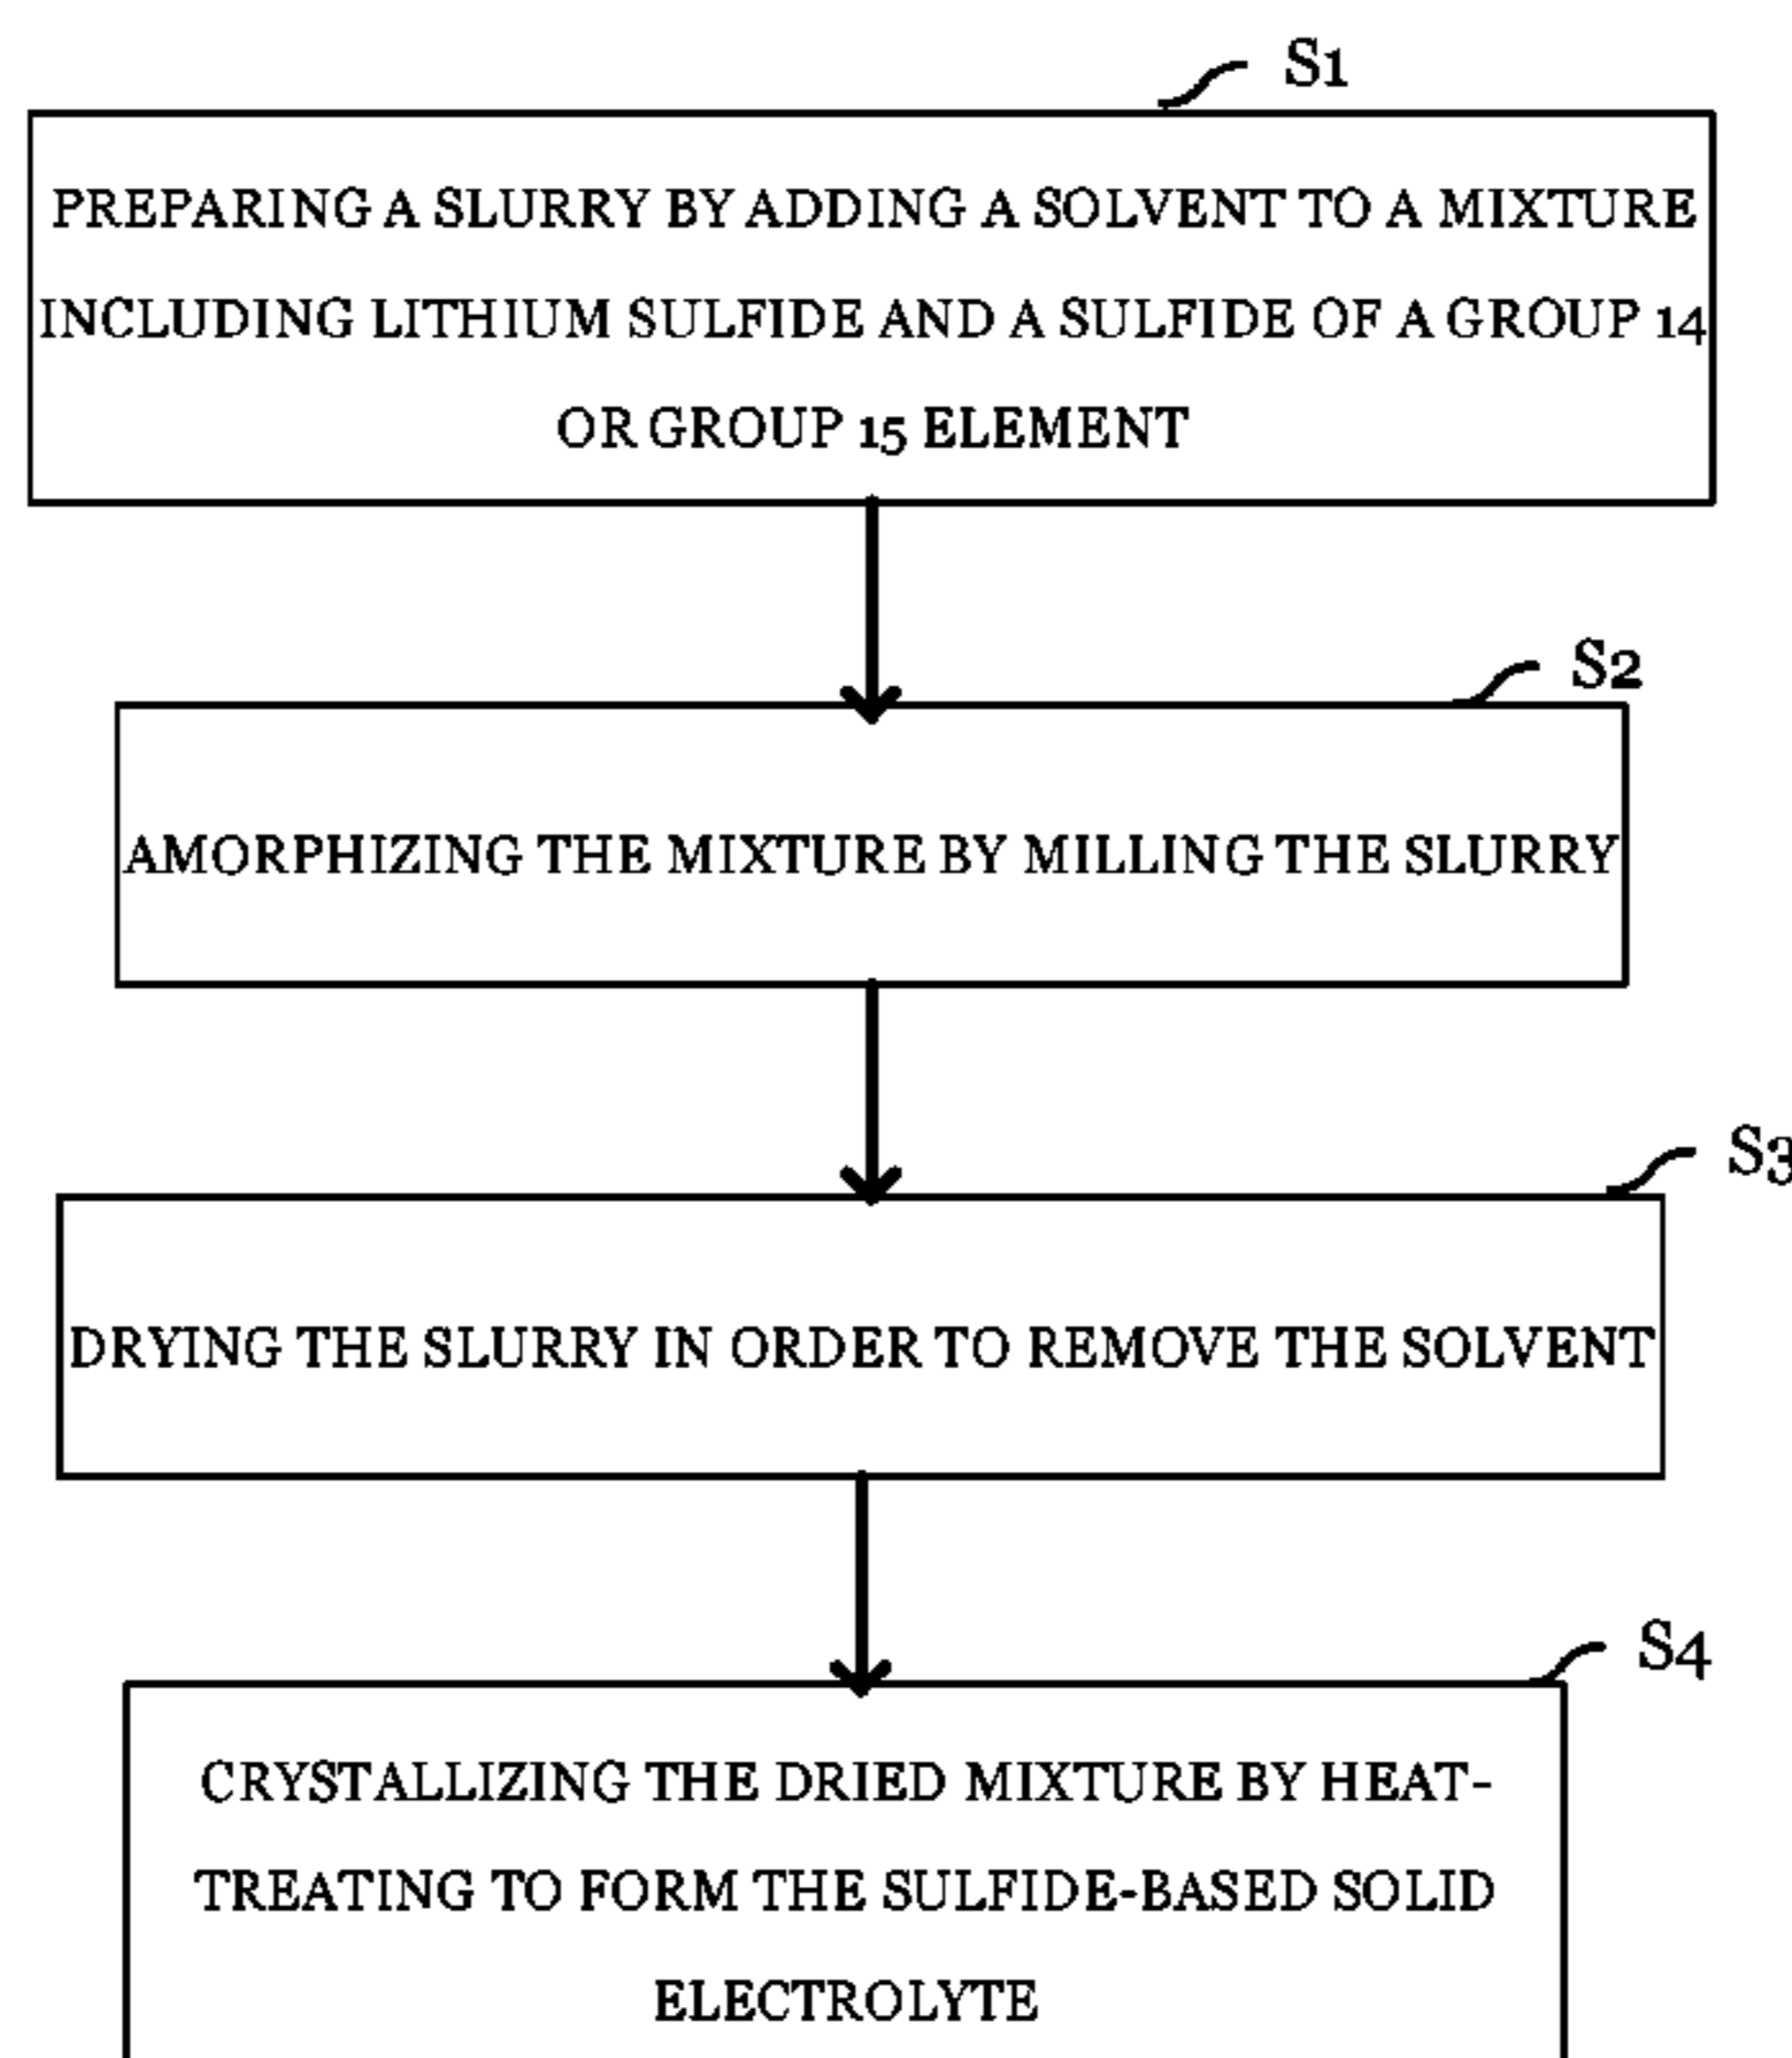 S1
PREPARING A SLURRY BY ADDING A SOLVENT TO A MIXTURE
INCLUDING LITHIUM SULFIDE AND A SULFIDE OF A GROUP 14
OR GROUP 15 ELEMENT
S2
AMORPHIZING THE MIXTURE BY MILLING THE SLURRY
S3
DRYING THE SLURRY IN ORDER TO REMOVE THE SOLVENT
S4
CRYSTALLIZING THE DRIED MIXTURE BY HEAT-
TREATING TO FORM THE SULFIDE-BASED SOLID
ELECTROLYTE